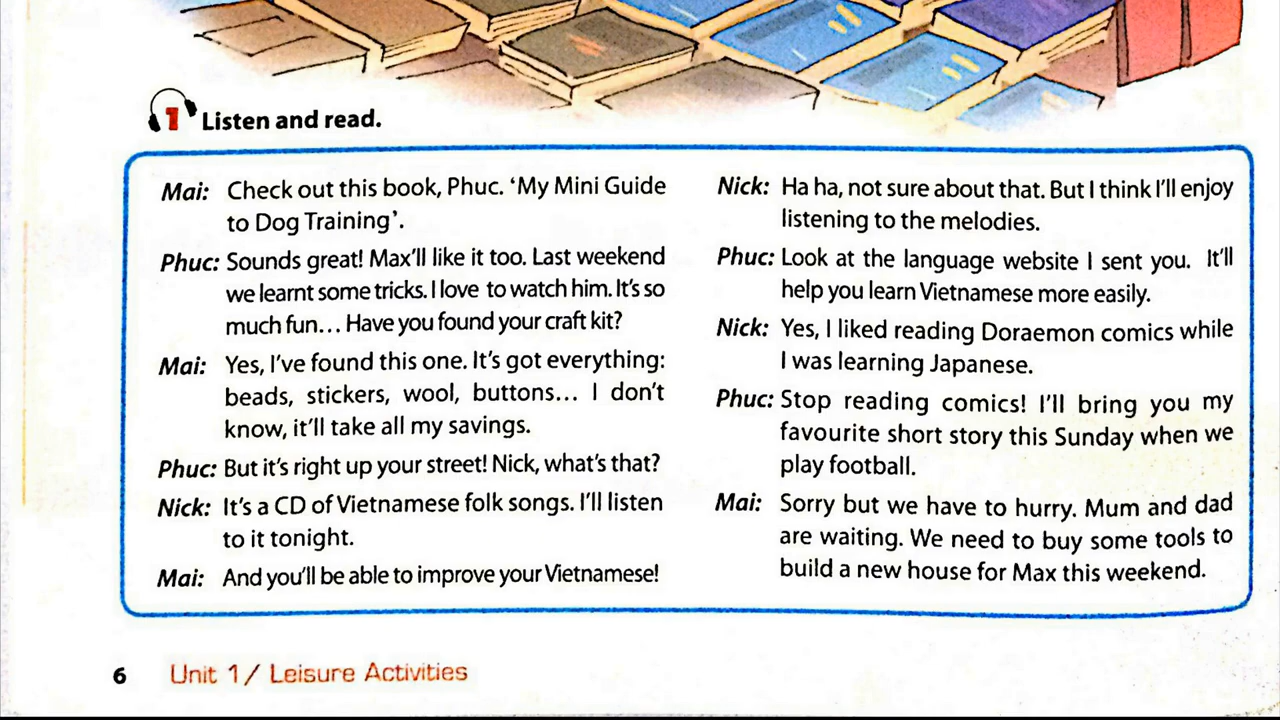 1 Listen and read.
Mai: Check out this book, Phuc. ‘My Mini Guide
to Dog Training’.
Phuc: Sounds great! Max’ll like it too. Last weekend
we learnt some tricks. I love to watch him. It’s so
much fun… Have you found your craft kit?
Mai: Yes, I’ve found this one. It’s got everything:
beads, stickers, wool, buttons… I don’t
know, it’ll take all my savings.
Phuc: But it’s right up your street! Nick, what’s that?
Nick: It’s a CD of Vietnamese folk songs. I’ll listen
to it tonight.
Mai: And you’ll be able to improve your Vietnamese!
Nick: Ha ha, not sure about that. But I think I’ll enjoy
listening to the melodies.
Phuc: Look at the language website I sent you. It’ll
help you learn Vietnamese more easily.
Nick: Yes, I liked reading Doraemon comics while
I was learning Japanese.
Phuc: Stop reading comics! I’ll bring you my
favourite short story this Sunday when we
play football.
Mai: Sorry but we have to hurry. Mum and dad
are waiting. We need to buy some tools to
build a new house for Max this weekend.
6 Unit 1 / Leisure Activities